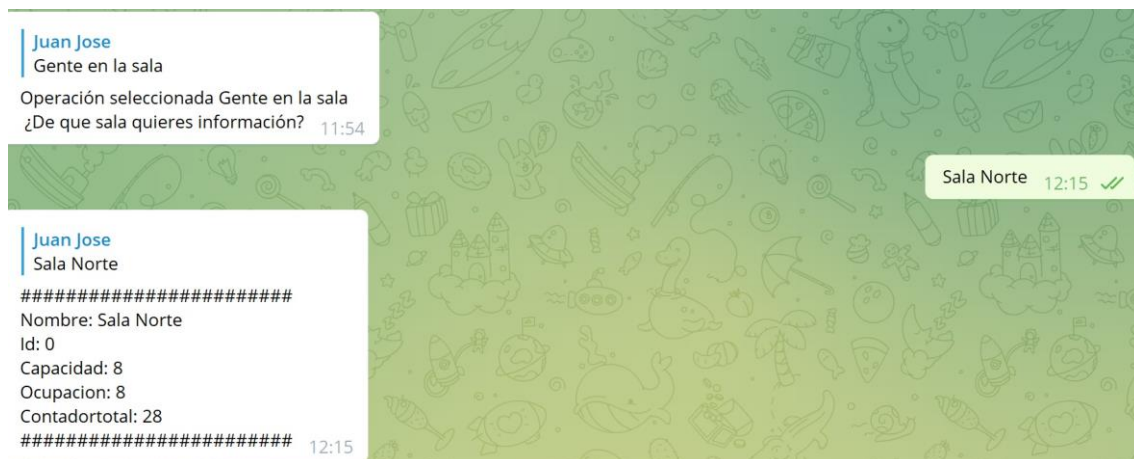 Juan Jose
Gente en la sala
Operación seleccionada Gente en la sala
¿De que sala quieres información? 11:54
Sala Norte 12:15
Juan Jose
Sala Norte
########################
Nombre: Sala Norte
Id: 0
Capacidad: 8
Ocupacion: 8
Contadortotal: 28
######################## 12:15